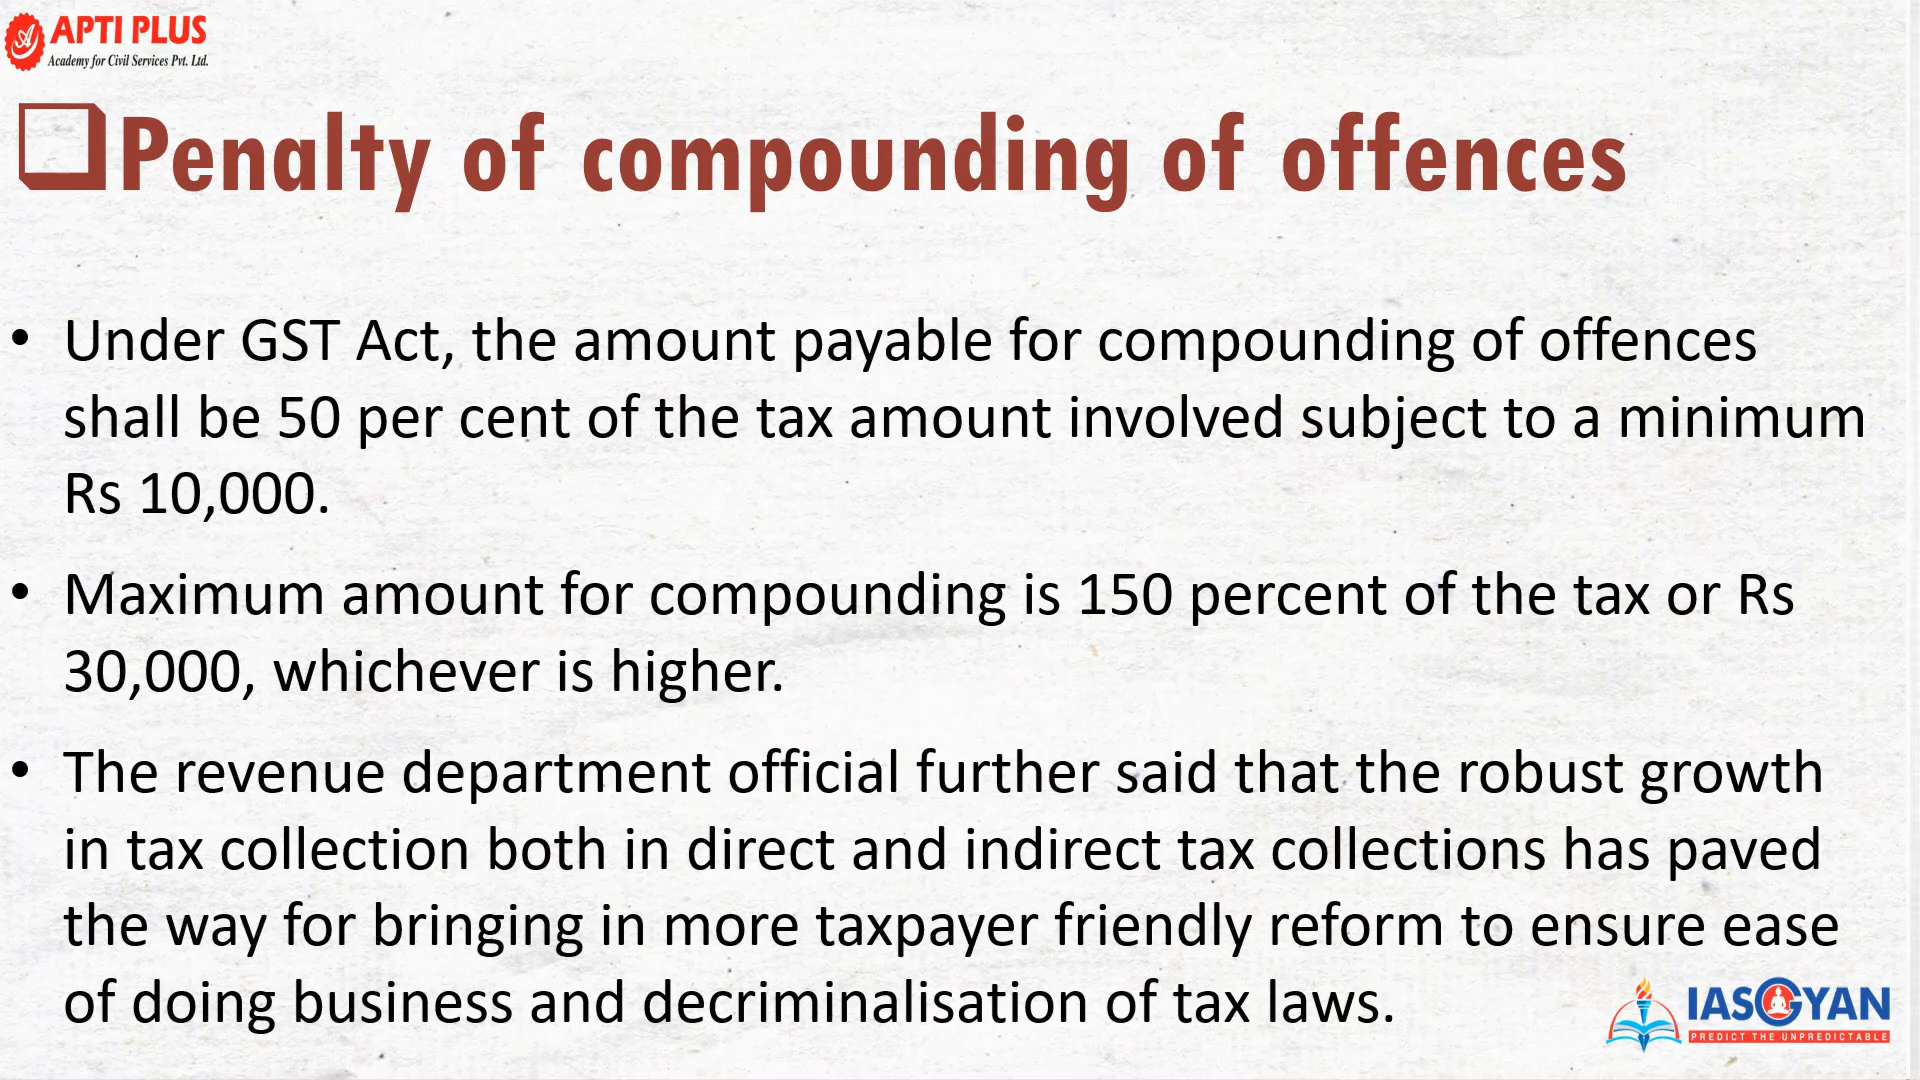 APTI PLUS
Academy for Civil Services Pvt. Ltd.
Penalty of compounding of offences
• Under GST Act, the amount payable for compounding of offences
shall be 50 per cent of the tax amount involved subject to a minimum
Rs 10,000.
• Maximum amount for compounding is 150 percent of the tax or Rs
30,000, whichever is higher.
• The revenue department official further said that the robust growth
in tax collection both in direct and indirect tax collections has paved
the way for bringing in more taxpayer friendly reform to ensure ease
of doing business and decriminalisation of tax laws.
IASGYAN
PREDICT THE UNPREDICTABLE